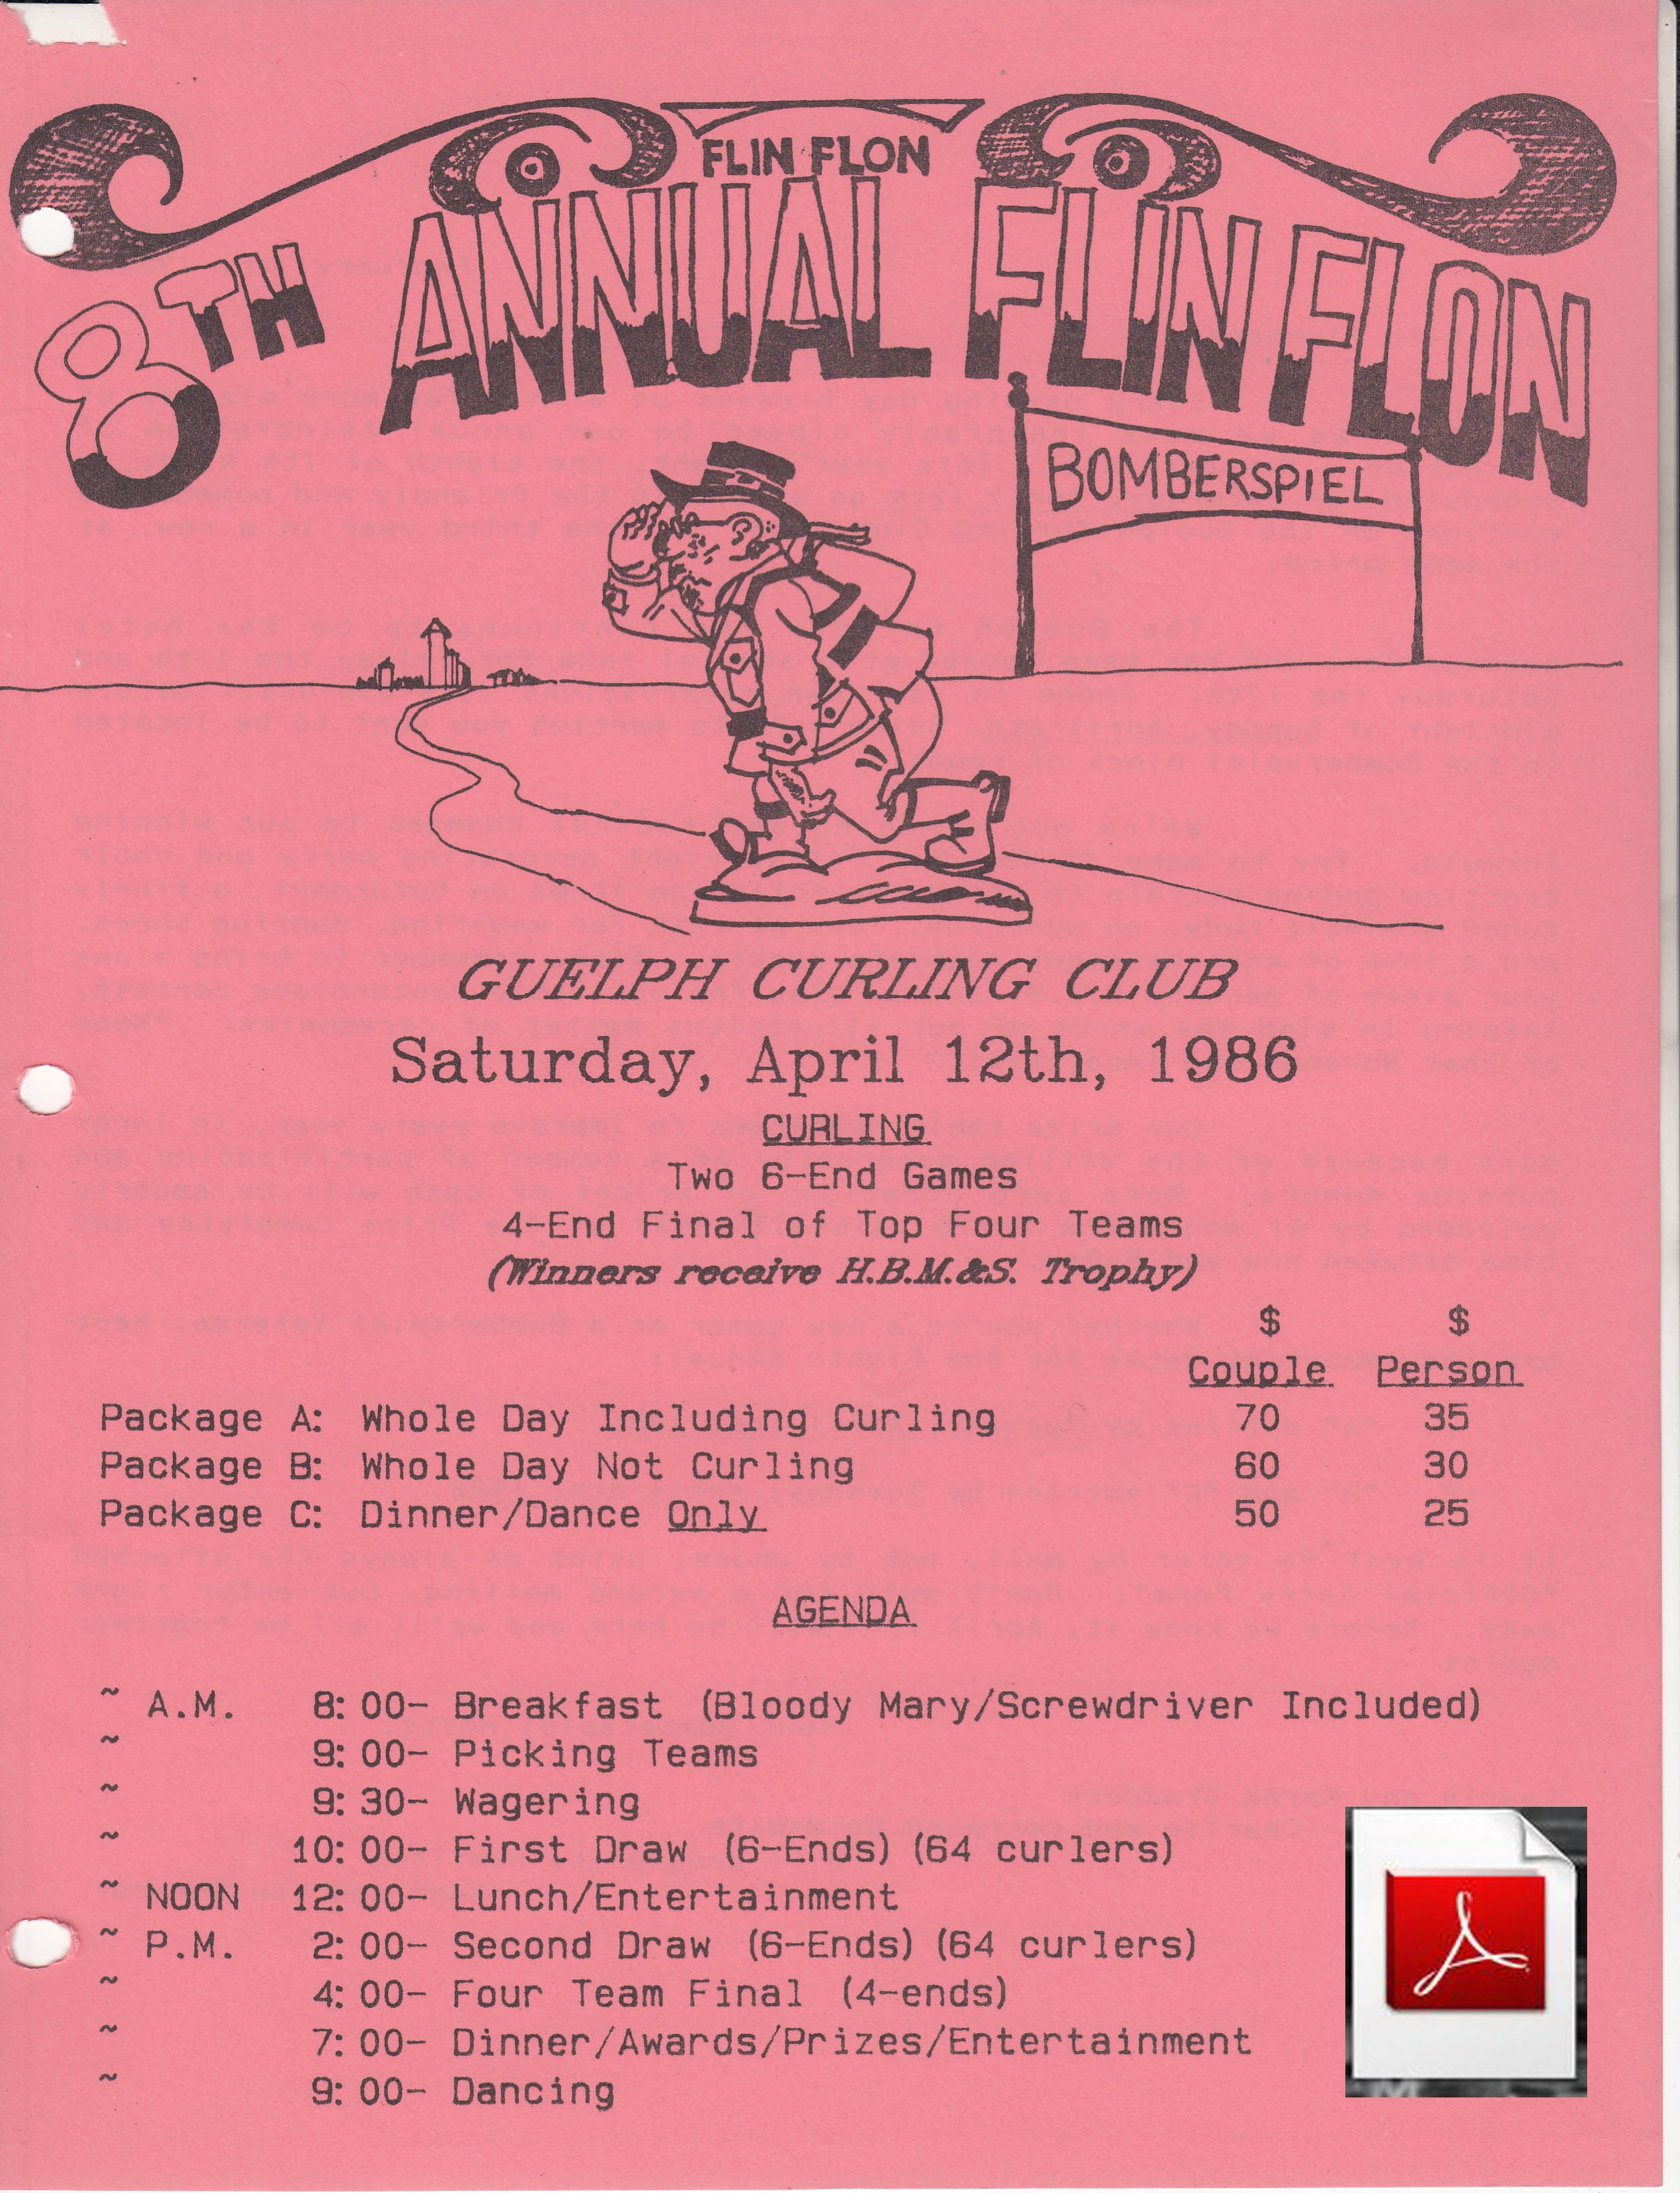 FLIN FLON
8TH ANNUAL FLIN FLON
BOMBERSPIEL
GUELPH CURLING CLUB
Saturday, April 12th, 1986
CURLING
Two 6-End Games
4-End Final of Top Four Teams
(Winners receive H.B.M.&S. Trophy)
$ $
Couple Person
Package A: Whole Day Including Curling 70 35
Package B: Whole Day Not Curling 60 30
Package C: Dinner/Dance Only 50 25
AGENDA
~ A.M. 8:00- Breakfast (Bloody Mary/Screwdriver Included)
~ 9:00- Picking Teams
~ 9:30- Wagering
~ 10:00- First Draw (6-Ends) (64 curlers)
~ NOON 12:00- Lunch/Entertainment
~ P.M. 2:00- Second Draw (6-Ends) (64 curlers)
~ 4:00- Four Team Final (4-ends)
~ 7:00- Dinner/Awards/Prizes/Entertainment
~ 9:00- Dancing